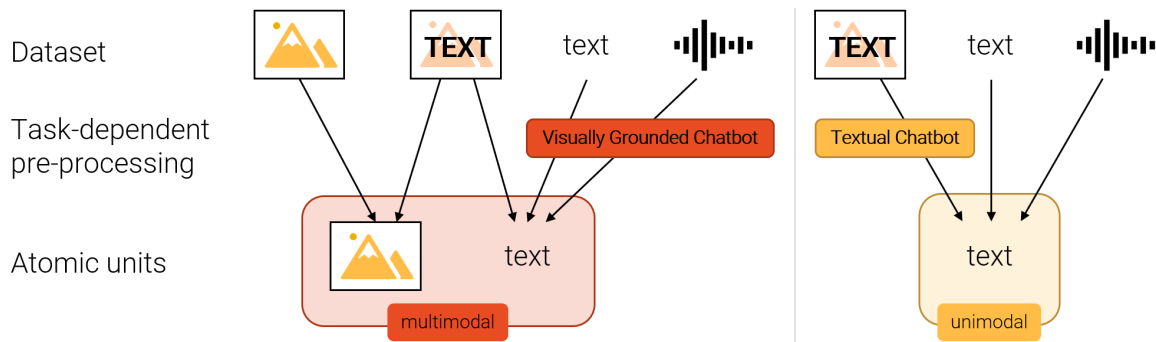 Dataset
TEXT
text
TEXT
text
Task-dependent
pre-processing
Visually Grounded Chatbot
Textual Chatbot
Atomic units
text
text
multimodal
unimodal